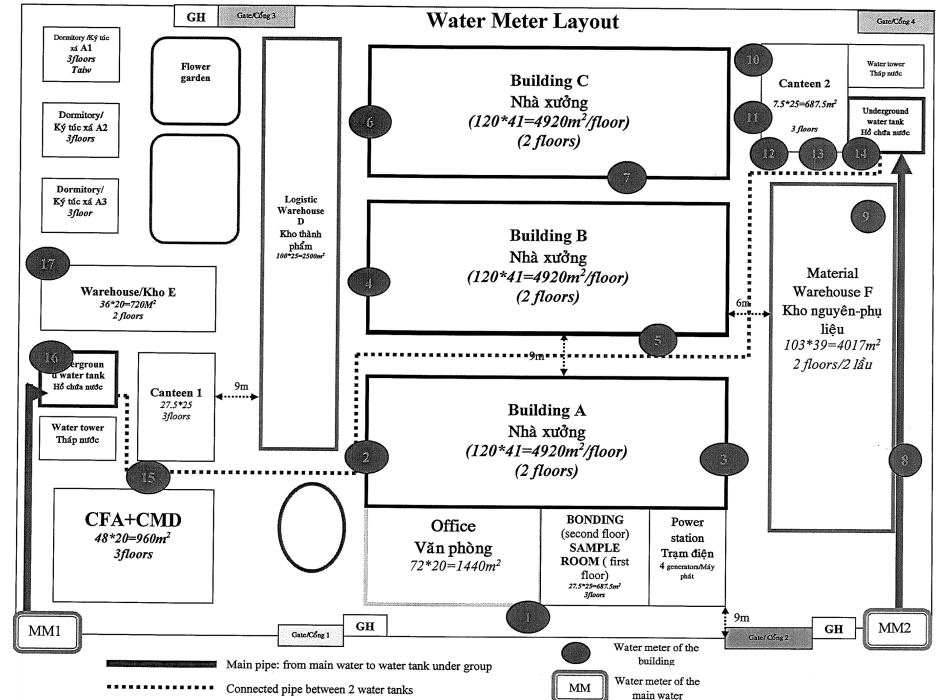 Water Meter Layout
GH
Gate/Cổng 3
Gate/Cổng 4
Dormitory /Ký túc
xá A1
3floors
Taiw
Flower
garden
Dormitory/
Ký túc xá A2
3floors
Dormitory/
Ký túc xá A3
3floor
Logistic
Warehouse
D
Kho thành
phẩm
100*25=2500m²
Building C
Nhà xưởng
(120*41=4920m²/floor)
(2 floors)
6
7
10
Canteen 2
7.5*25=687.5m²
3 floors
11
12
13
14
Water tower
Tháp nước
Underground
water tank
Hồ chứa nước
Building B
Nhà xưởng
(120*41=4920m²/floor)
(2 floors)
4
5
6m
9m
9
Material
Warehouse F
Kho nguyên-phụ
liệu
103*39=4017m²
2 floors/2 lầu
8
17
Warehouse/Kho E
36*20=720M²
2 floors
16
dergroun
d water tank
Hồ chứa nước
Canteen 1
27.5*25
3floors
9m
Water tower
Tháp nước
15
Building A
Nhà xưởng
(120*41=4920m²/floor)
(2 floors)
2
3
CFA+CMD
48*20=960m²
3floors
Office
Văn phòng
72*20=1440m²
BONDING
(second floor)
SAMPLE
ROOM ( first
floor)
27.5*25=687.5m²
3floors
Power
station
Trạm điện
4 generators/Máy
phát
1
9m
MM1
Gate/Cổng 1
GH
Gate/ Cổng 2
GH
MM2
Main pipe: from main water to water tank under group
Connected pipe between 2 water tanks
Water meter of the
building
MM
Water meter of the
main water